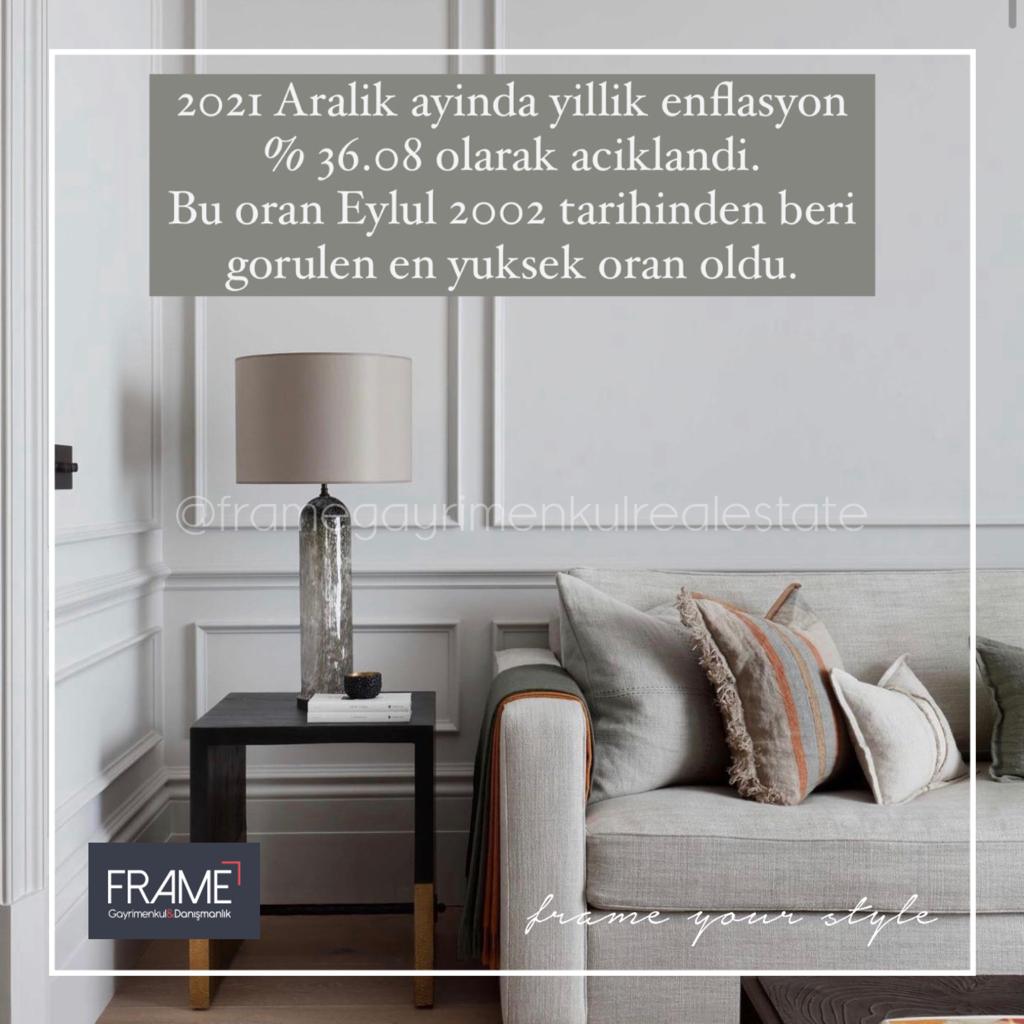 2021 Aralik ayinda yillik enflasyon
% 36.08 olarak aciklandi.
Bu oran Eylul 2002 tarihinden beri
gorulen en yuksek oran oldu.
@framegayrimenkulrealestate
FRAME
Gayrimenkul&Danışmanlık
frame your style